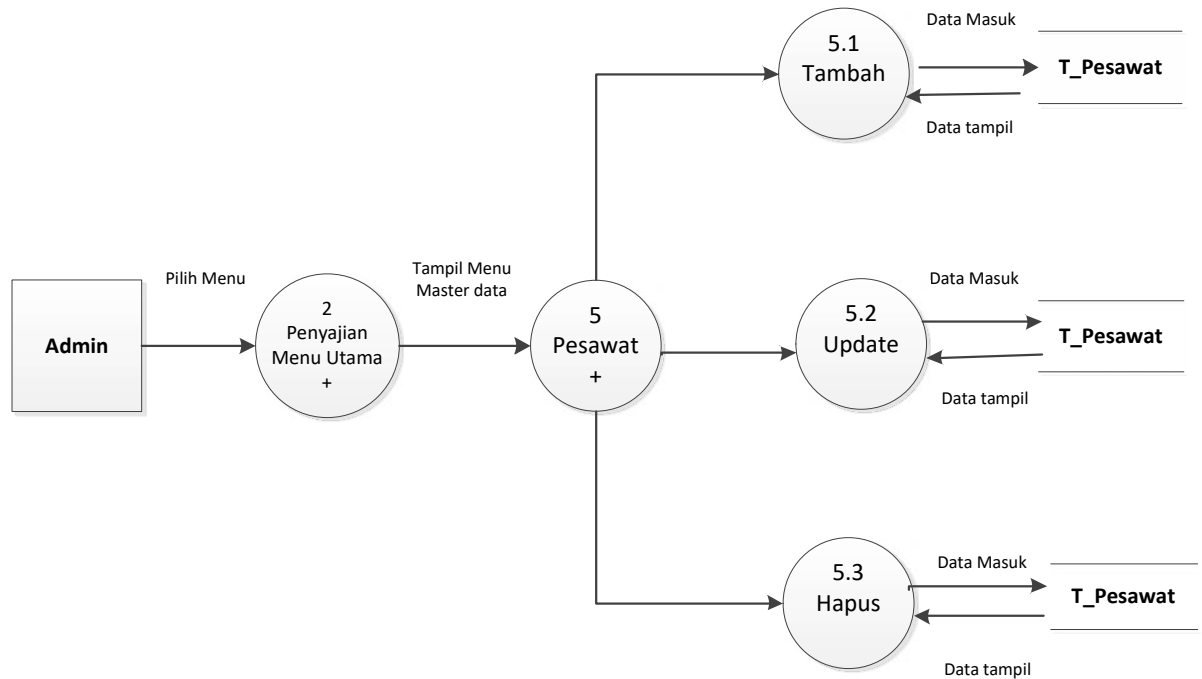 Data Masuk
5.1
Tambah
T_Pesawat
Data tampil
Pilih Menu
Tampil Menu
Master data
Admin
2
Penyajian
Menu Utama
+
5
Pesawat
+
Data Masuk
5.2
Update
T_Pesawat
Data tampil
Data Masuk
5.3
Hapus
T_Pesawat
Data tampil